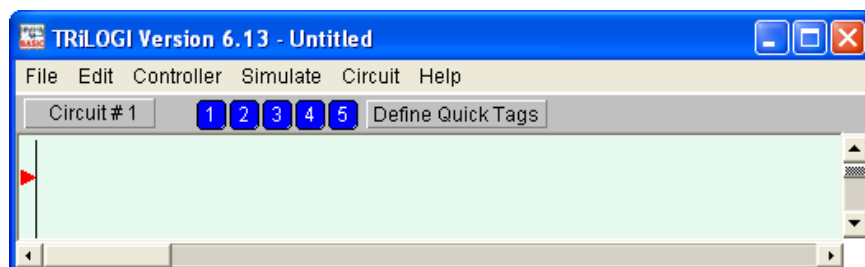 TRiLOGI Version 6.13 - Untitled
File Edit Controller Simulate Circuit Help
Circuit # 1 1 2 3 4 5 Define Quick Tags